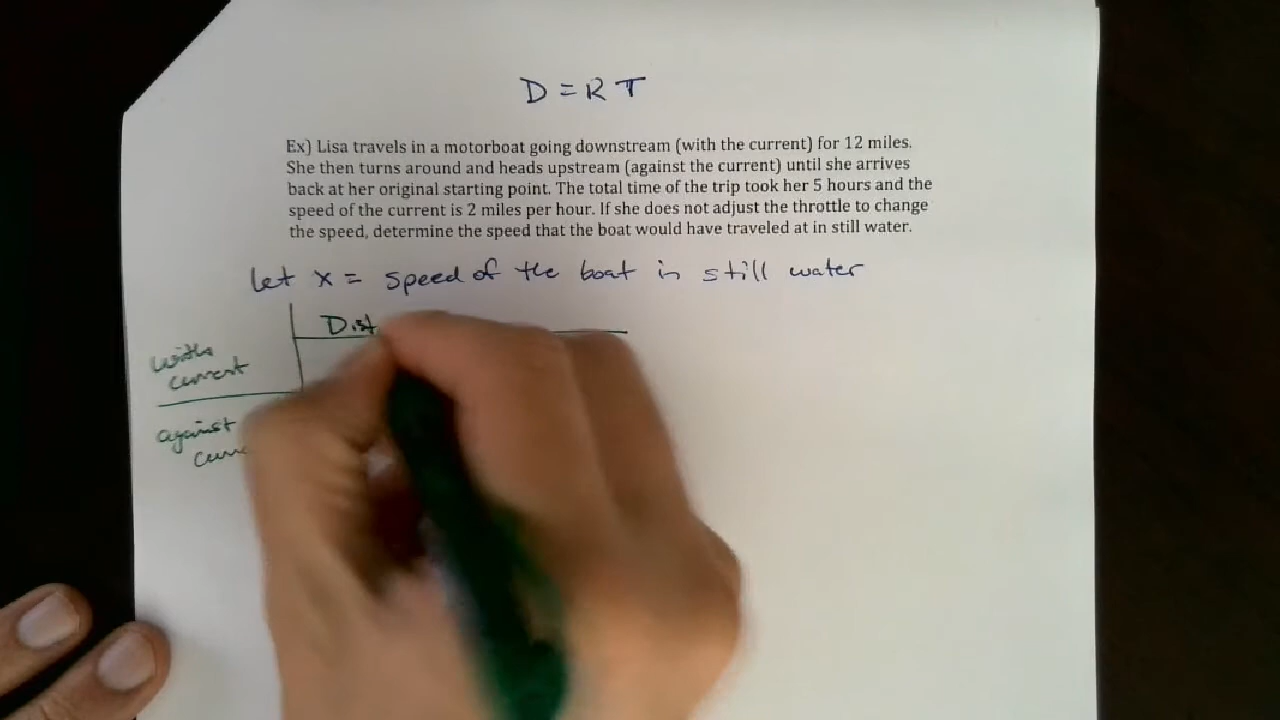 D = RT
Ex) Lisa travels in a motorboat going downstream (with the current) for 12 miles.
She then turns around and heads upstream (against the current) until she arrives
back at her original starting point. The total time of the trip took her 5 hours and the
speed of the current is 2 miles per hour. If she does not adjust the throttle to change
the speed, determine the speed that the boat would have traveled at in still water.
let x = speed of the boat in still water
Dist
with
current
against